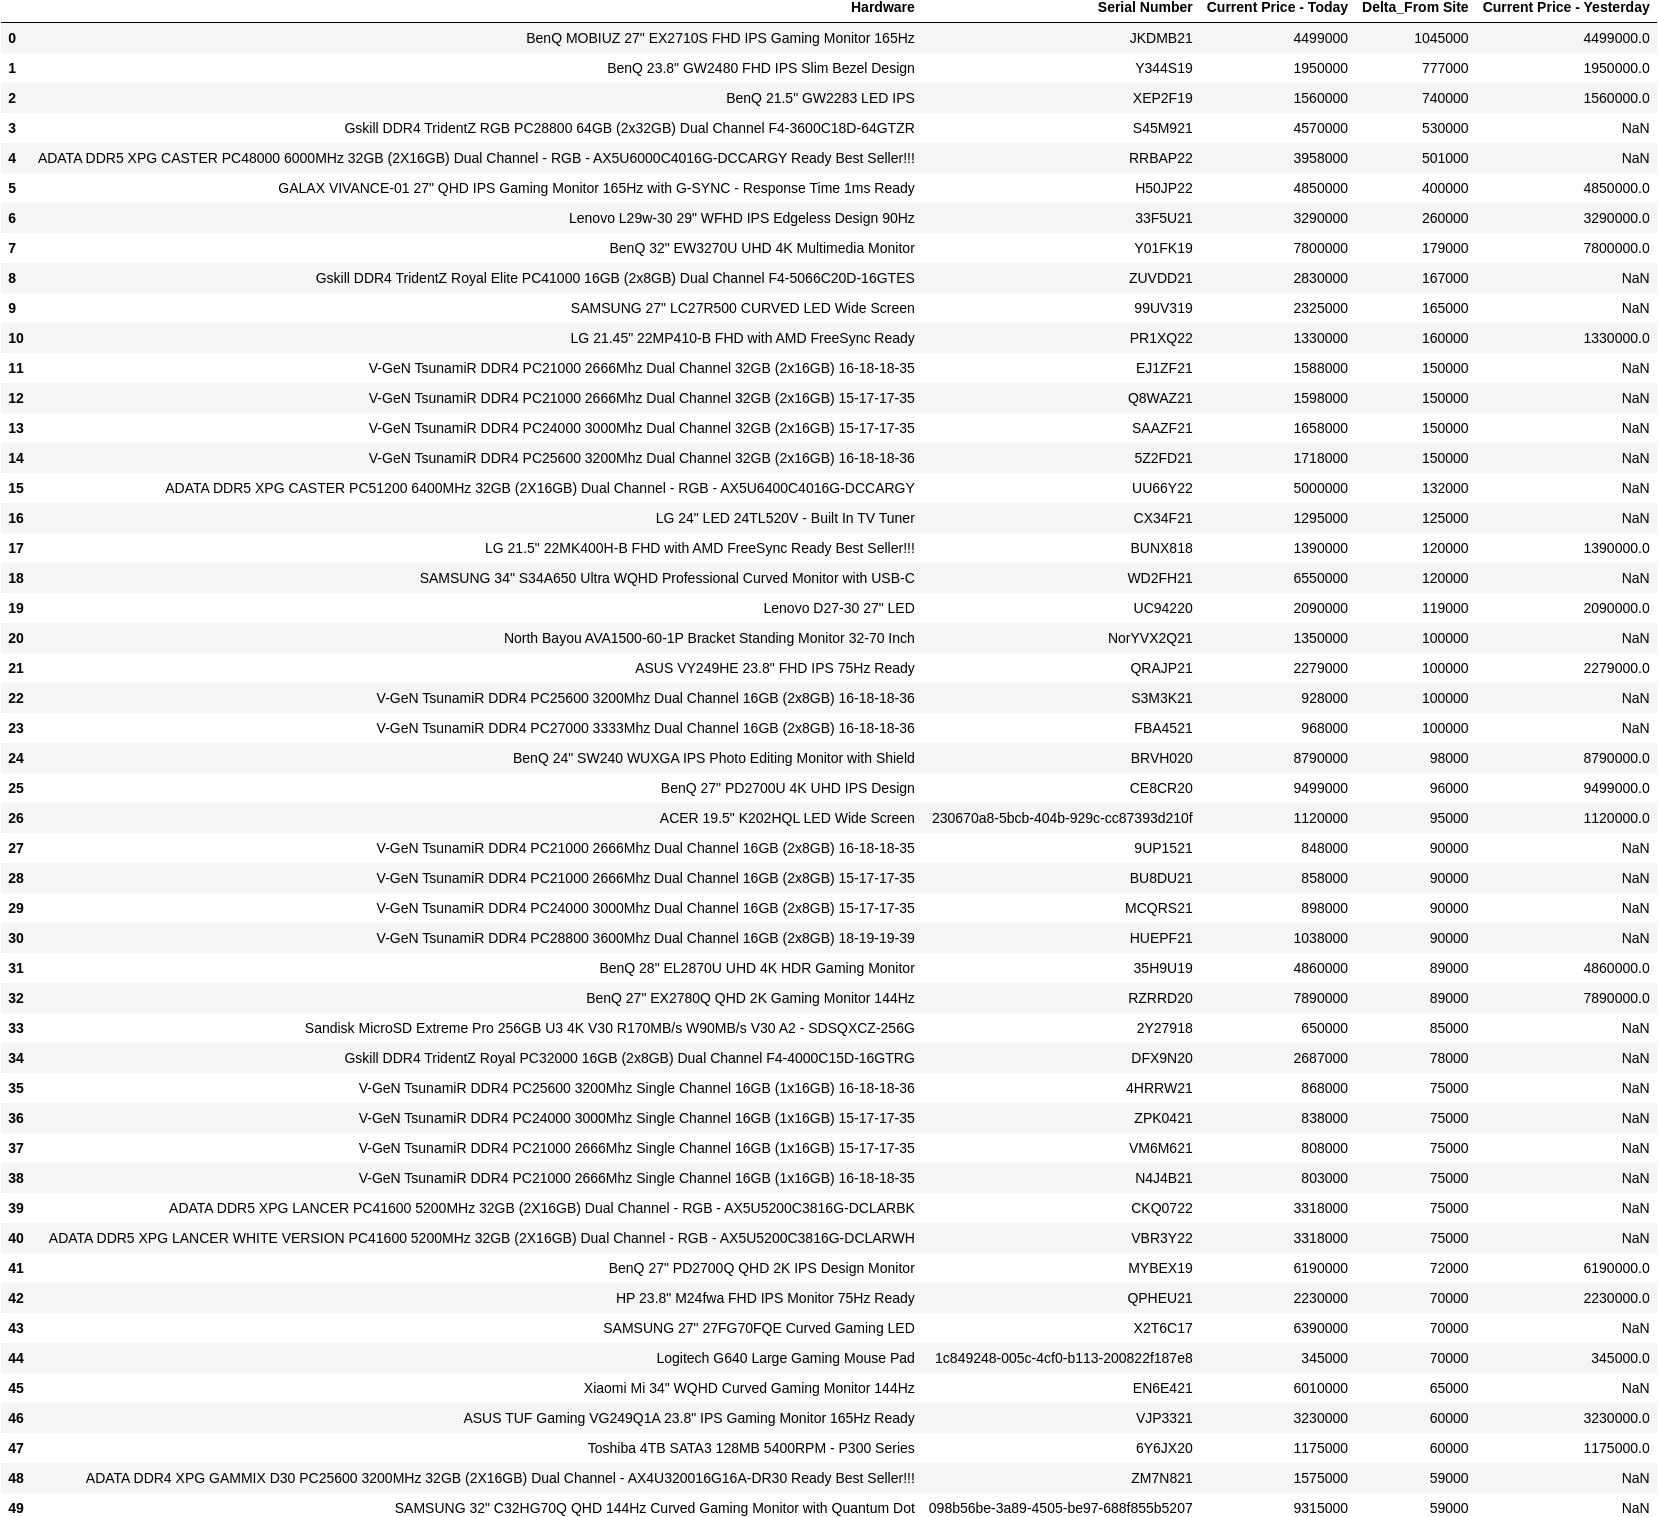 Hardware Serial Number Current Price - Today Delta_From Site Current Price - Yesterday
0 BenQ MOBIUZ 27" EX2710S FHD IPS Gaming Monitor 165Hz JKDMB21 4499000 1045000 4499000.0
1 BenQ 23.8" GW2480 FHD IPS Slim Bezel Design Y344S19 1950000 777000 1950000.0
2 BenQ 21.5" GW2283 LED IPS XEP2F19 1560000 740000 1560000.0
3 Gskill DDR4 TridentZ RGB PC28800 64GB (2x32GB) Dual Channel F4-3600C18D-64GTZR S45M921 4570000 530000 NaN
4 ADATA DDR5 XPG CASTER PC48000 6000MHz 32GB (2X16GB) Dual Channel - RGB - AX5U6000C4016G-DCCARGY Ready Best Seller!!! RRBAP22 3958000 501000 NaN
5 GALAX VIVANCE-01 27" QHD IPS Gaming Monitor 165Hz with G-SYNC - Response Time 1ms Ready H50JP22 4850000 400000 4850000.0
6 Lenovo L29w-30 29" WFHD IPS Edgeless Design 90Hz 33F5U21 3290000 260000 3290000.0
7 BenQ 32" EW3270U UHD 4K Multimedia Monitor Y01FK19 7800000 179000 7800000.0
8 Gskill DDR4 TridentZ Royal Elite PC41000 16GB (2x8GB) Dual Channel F4-5066C20D-16GTES ZUVDD21 2830000 167000 NaN
9 SAMSUNG 27" LC27R500 CURVED LED Wide Screen 99UV319 2325000 165000 NaN
10 LG 21.45" 22MP410-B FHD with AMD FreeSync Ready PR1XQ22 1330000 160000 1330000.0
11 V-GeN TsunamiR DDR4 PC21000 2666Mhz Dual Channel 32GB (2x16GB) 16-18-18-35 EJ1ZF21 1588000 150000 NaN
12 V-GeN TsunamiR DDR4 PC21000 2666Mhz Dual Channel 32GB (2x16GB) 15-17-17-35 Q8WAZ21 1598000 150000 NaN
13 V-GeN TsunamiR DDR4 PC24000 3000Mhz Dual Channel 32GB (2x16GB) 15-17-17-35 SAAZF21 1658000 150000 NaN
14 V-GeN TsunamiR DDR4 PC25600 3200Mhz Dual Channel 32GB (2x16GB) 16-18-18-36 5Z2FD21 1718000 150000 NaN
15 ADATA DDR5 XPG CASTER PC51200 6400MHz 32GB (2X16GB) Dual Channel - RGB - AX5U6400C4016G-DCCARGY UU66Y22 5000000 132000 NaN
16 LG 24" LED 24TL520V - Built In TV Tuner CX34F21 1295000 125000 NaN
17 LG 21.5" 22MK400H-B FHD with AMD FreeSync Ready Best Seller!!! BUNX818 1390000 120000 1390000.0
18 SAMSUNG 34" S34A650 Ultra WQHD Professional Curved Monitor with USB-C WD2FH21 6550000 120000 NaN
19 Lenovo D27-30 27" LED UC94220 2090000 119000 2090000.0
20 North Bayou AVA1500-60-1P Bracket Standing Monitor 32-70 Inch NorYVX2Q21 1350000 100000 NaN
21 ASUS VY249HE 23.8" FHD IPS 75Hz Ready QRAJP21 2279000 100000 2279000.0
22 V-GeN TsunamiR DDR4 PC25600 3200Mhz Dual Channel 16GB (2x8GB) 16-18-18-36 S3M3K21 928000 100000 NaN
23 V-GeN TsunamiR DDR4 PC27000 3333Mhz Dual Channel 16GB (2x8GB) 16-18-18-36 FBA4521 968000 100000 NaN
24 BenQ 24" SW240 WUXGA IPS Photo Editing Monitor with Shield BRVH020 8790000 98000 8790000.0
25 BenQ 27" PD2700U 4K UHD IPS Design CE8CR20 9499000 96000 9499000.0
26 ACER 19.5" K202HQL LED Wide Screen 230670a8-5bcb-404b-929c-cc87393d210f 1120000 95000 1120000.0
27 V-GeN TsunamiR DDR4 PC21000 2666Mhz Dual Channel 16GB (2x8GB) 16-18-18-35 9UP1521 848000 90000 NaN
28 V-GeN TsunamiR DDR4 PC21000 2666Mhz Dual Channel 16GB (2x8GB) 15-17-17-35 BU8DU21 858000 90000 NaN
29 V-GeN TsunamiR DDR4 PC24000 3000Mhz Dual Channel 16GB (2x8GB) 15-17-17-35 MCQRS21 898000 90000 NaN
30 V-GeN TsunamiR DDR4 PC28800 3600Mhz Dual Channel 16GB (2x8GB) 18-19-19-39 HUEPF21 1038000 90000 NaN
31 BenQ 28" EL2870U UHD 4K HDR Gaming Monitor 35H9U19 4860000 89000 4860000.0
32 BenQ 27" EX2780Q QHD 2K Gaming Monitor 144Hz RZRRD20 7890000 89000 7890000.0
33 Sandisk MicroSD Extreme Pro 256GB U3 4K V30 R170MB/s W90MB/s V30 A2 - SDSQXCZ-256G 2Y27918 650000 85000 NaN
34 Gskill DDR4 TridentZ Royal PC32000 16GB (2x8GB) Dual Channel F4-4000C15D-16GTRG DFX9N20 2687000 78000 NaN
35 V-GeN TsunamiR DDR4 PC25600 3200Mhz Single Channel 16GB (1x16GB) 16-18-18-36 4HRRW21 868000 75000 NaN
36 V-GeN TsunamiR DDR4 PC24000 3000Mhz Single Channel 16GB (1x16GB) 15-17-17-35 ZPK0421 838000 75000 NaN
37 V-GeN TsunamiR DDR4 PC21000 2666Mhz Single Channel 16GB (1x16GB) 15-17-17-35 VM6M621 808000 75000 NaN
38 V-GeN TsunamiR DDR4 PC21000 2666Mhz Single Channel 16GB (1x16GB) 16-18-18-35 N4J4B21 803000 75000 NaN
39 ADATA DDR5 XPG LANCER PC41600 5200MHz 32GB (2X16GB) Dual Channel - RGB - AX5U5200C3816G-DCLARBK CKQ0722 3318000 75000 NaN
40 ADATA DDR5 XPG LANCER WHITE VERSION PC41600 5200MHz 32GB (2X16GB) Dual Channel - RGB - AX5U5200C3816G-DCLARWH VBR3Y22 3318000 75000 NaN
41 BenQ 27" PD2700Q QHD 2K IPS Design Monitor MYBEX19 6190000 72000 6190000.0
42 HP 23.8" M24fwa FHD IPS Monitor 75Hz Ready QPHEU21 2230000 70000 2230000.0
43 SAMSUNG 27" 27FG70FQE Curved Gaming LED X2T6C17 6390000 70000 NaN
44 Logitech G640 Large Gaming Mouse Pad 1c849248-005c-4cf0-b113-200822f187e8 345000 70000 345000.0
45 Xiaomi Mi 34" WQHD Curved Gaming Monitor 144Hz EN6E421 6010000 65000 NaN
46 ASUS TUF Gaming VG249Q1A 23.8" IPS Gaming Monitor 165Hz Ready VJP3321 3230000 60000 3230000.0
47 Toshiba 4TB SATA3 128MB 5400RPM - P300 Series 6Y6JX20 1175000 60000 1175000.0
48 ADATA DDR4 XPG GAMMIX D30 PC25600 3200MHz 32GB (2X16GB) Dual Channel - AX4U320016G16A-DR30 Ready Best Seller!!! ZM7N821 1575000 59000 NaN
49 SAMSUNG 32" C32HG70Q QHD 144Hz Curved Gaming Monitor with Quantum Dot 098b56be-3a89-4505-be97-688f855b5207 9315000 59000 NaN